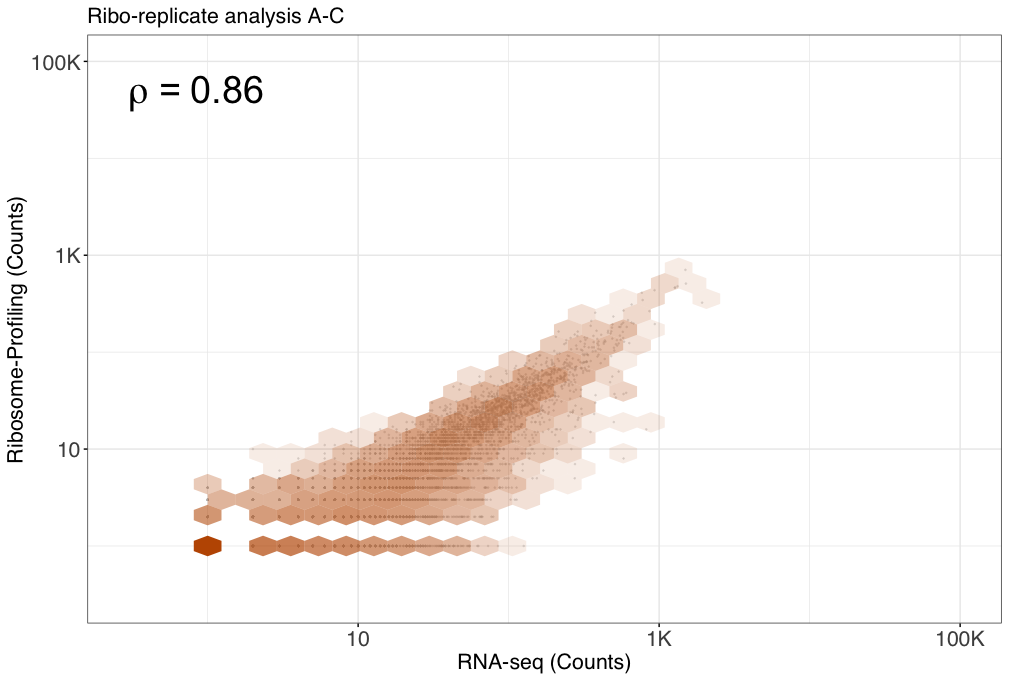 Ribo-replicate analysis A-C
100K
ρ = 0.86
1K
10
Ribosome-Profiling (Counts)
10
1K
100K
RNA-seq (Counts)